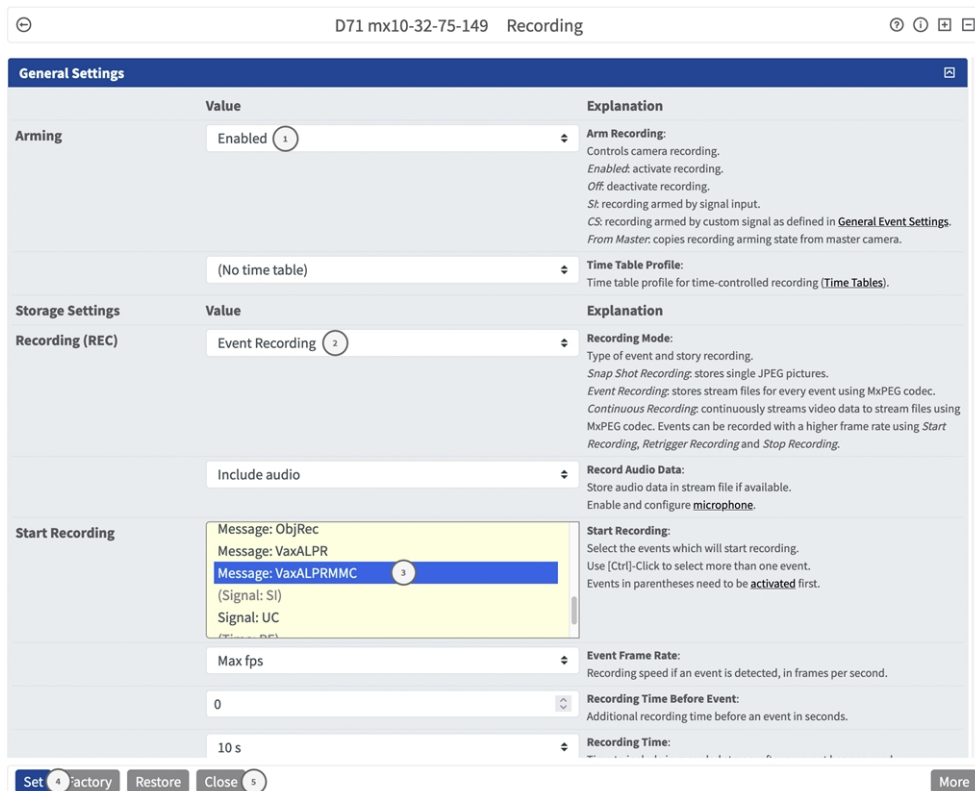 D71 mx10-32-75-149 Recording
General Settings
Value
Explanation
Arming
Enabled 1
Arm Recording:
Controls camera recording.
Enabled: activate recording.
Off: deactivate recording.
SI: recording armed by signal input.
CS: recording armed by custom signal as defined in General Event Settings.
From Master: copies recording arming state from master camera.
(No time table)
Time Table Profile:
Time table profile for time-controlled recording (Time Tables).
Storage Settings
Value
Explanation
Recording (REC)
Event Recording 2
Recording Mode:
Type of event and story recording.
Snap Shot Recording: stores single JPEG pictures.
Event Recording: stores stream files for every event using MxPEG codec.
Continuous Recording: continuously streams video data to stream files using
MxPEG codec. Events can be recorded with a higher frame rate using Start
Recording, Retrigger Recording and Stop Recording.
Include audio
Record Audio Data:
Store audio data in stream file if available.
Enable and configure microphone.
Start Recording
Message: ObjRec
Message: VaxALPR
Message: VaxALPRMMC 3
(Signal: SI)
Signal: UC
Start Recording:
Select the events which will start recording.
Use [Ctrl]-Click to select more than one event.
Events in parentheses need to be activated first.
Max fps
Event Frame Rate:
Recording speed if an event is detected, in frames per second.
0
Recording Time Before Event:
Additional recording time before an event in seconds.
10 s
Recording Time:
Set 4 actory Restore Close 5 More